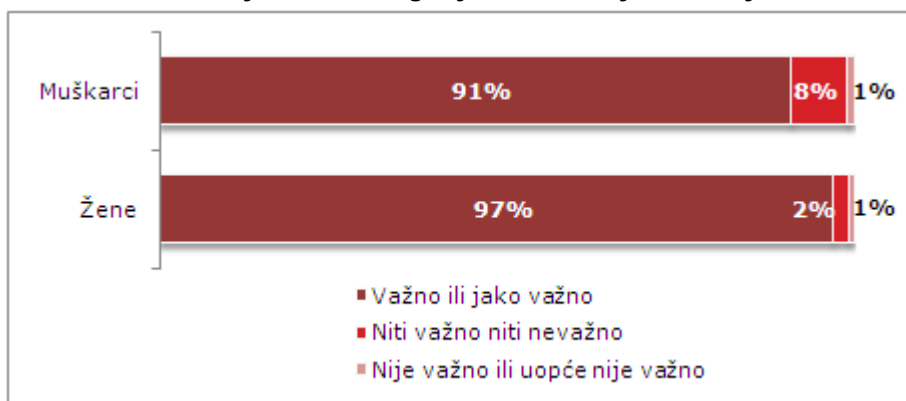 Muškarci 91% 8% 1%
Žene 97% 2% 1%
Važno ili jako važno
Niti važno niti nevažno
Nije važno ili uopće nije važno